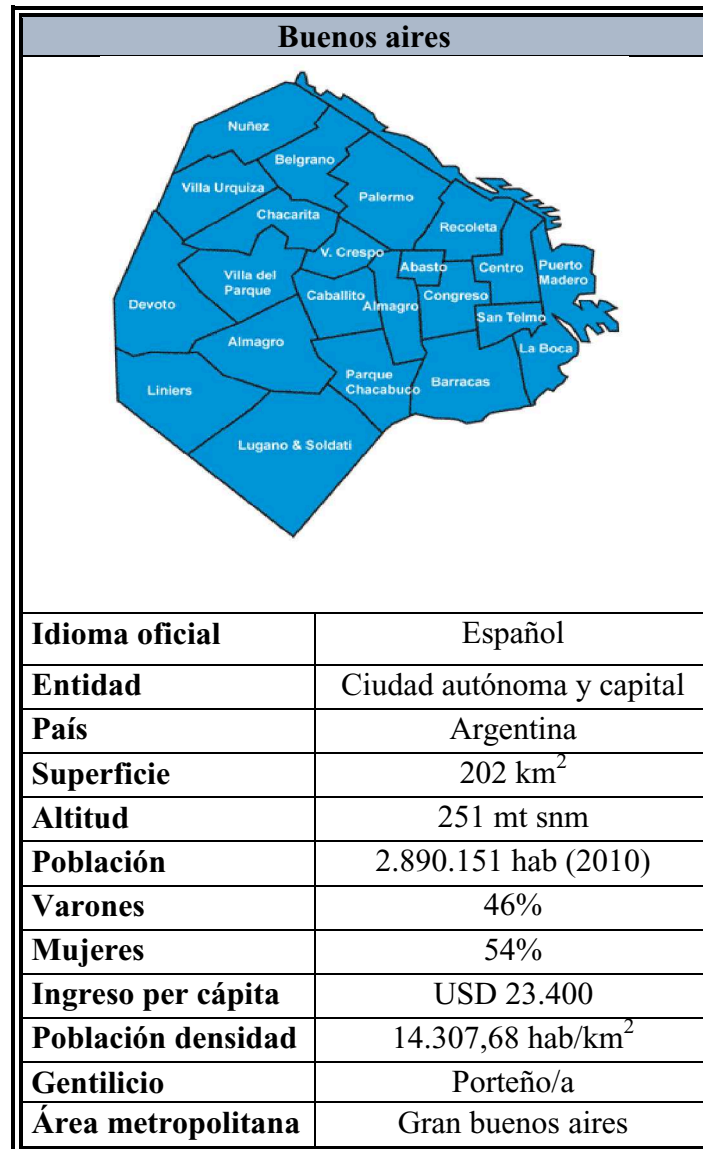 Buenos aires
Nuñez
Belgrano
Villa Urquiza
Palermo
Chacarita
Recoleta
V. Crespo
Abasto
Centro
Puerto
Madero
Villa del
Parque
Devoto
Caballito
Almagro
Congreso
San Telmo
Almagro
La Boca
Parque
Chacabuco
Barracas
Liniers
Lugano & Soldati
Idioma oficial Español
Entidad Ciudad autónoma y capital
País Argentina
Superficie 202 km²
Altitud 251 mt snm
Población 2.890.151 hab (2010)
Varones 46%
Mujeres 54%
Ingreso per cápita USD 23.400
Población densidad 14.307,68 hab/km²
Gentilicio Porteño/a
Área metropolitana Gran buenos aires